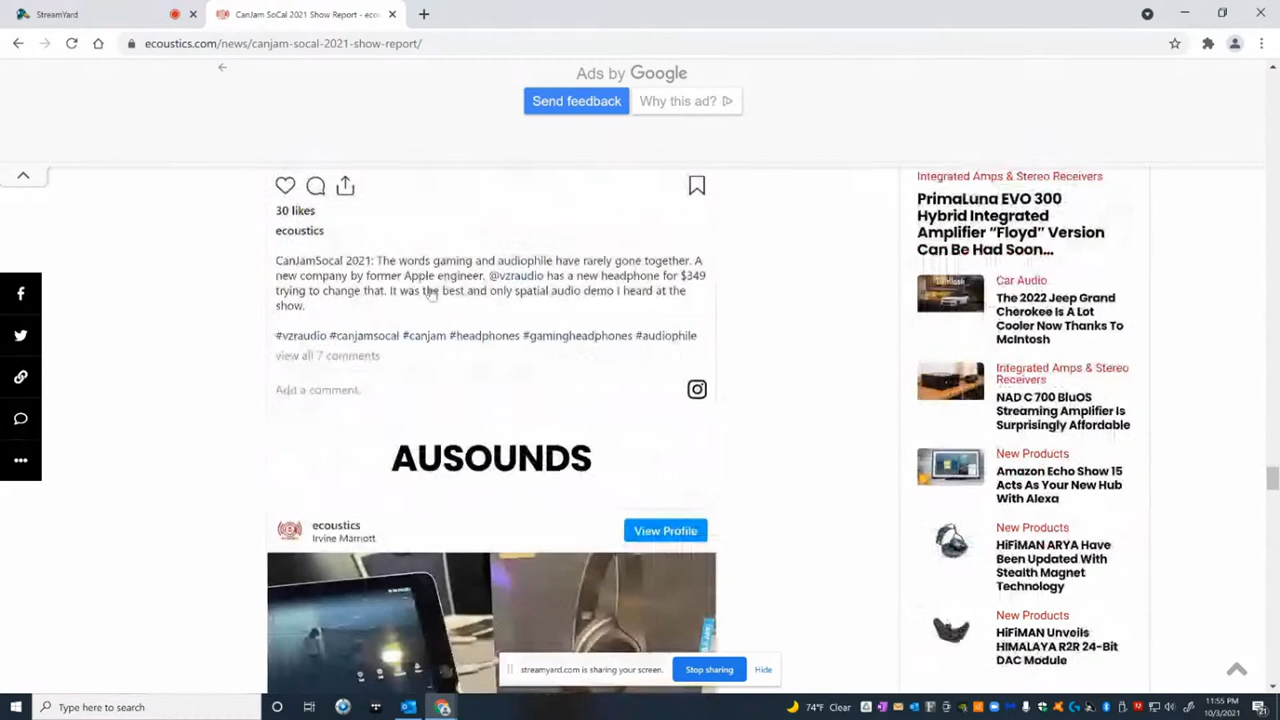 StreamYard
CanJam SoCal 2021 Show Report - eco
ecoustics.com/news/canjam-socal-2021-show-report/
Ads by Google
Send feedback
Why this ad?
30 likes
ecoustics
CanJamSocal 2021: The words gaming and audiophile have rarely gone together. A
new company by former Apple engineer. @vzraudio has a new headphone for $349
trying to change that. It was the best and only spatial audio demo I heard at the
show.
#vzraudio #canjamsocal #canjam #headphones #gamingheadphones #audiophile
view all 7 comments
Add a comment.
AUSOUNDS
ecoustics
Irvine Marriott
View Profile
Integrated Amps & Stereo Receivers
PrimaLuna EVO 300
Hybrid Integrated
Amplifier “Floyd” Version
Can Be Had Soon…
Car Audio
The 2022 Jeep Grand
Cherokee Is A Lot
Cooler Now Thanks To
McIntosh
Integrated Amps & Stereo
Receivers
NAD C 700 BluOS
Streaming Amplifier Is
Surprisingly Affordable
New Products
Amazon Echo Show 15
Acts As Your New Hub
With Alexa
New Products
HiFiMAN ARYA Have
Been Updated With
Stealth Magnet
Technology
New Products
HiFiMAN Unveils
HIMALAYA R2R 24-Bit
DAC Module
streamyard.com is sharing your screen.
Stop sharing
Hide
Type here to search
74°F Clear
11:55 PM
10/3/2021